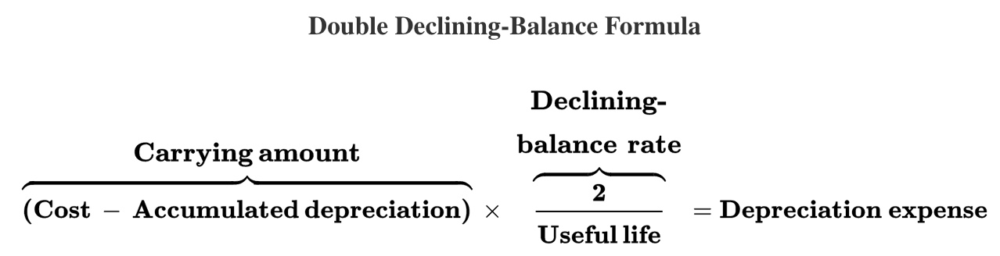 Double Declining-Balance Formula
Declining-
balance rate
Carrying amount
(Cost − Accumulated depreciation) × 2 / Useful life = Depreciation expense